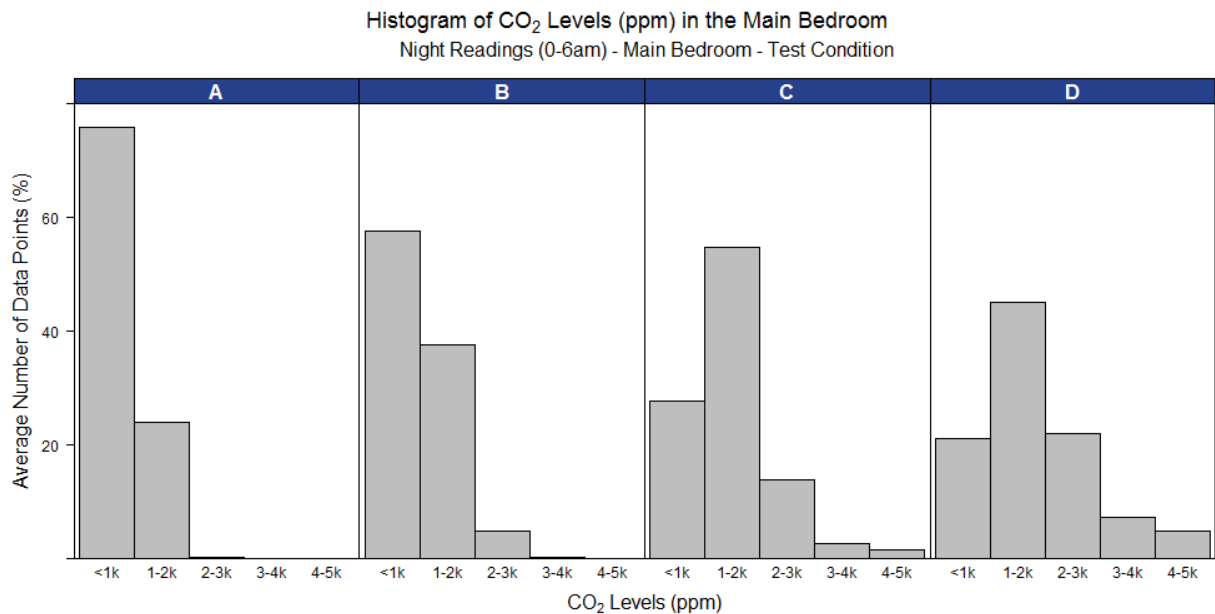 Histogram of CO₂ Levels (ppm) in the Main Bedroom
Night Readings (0-6am) - Main Bedroom - Test Condition
A B C D
Average Number of Data Points (%)
60
40
20
<1k 1-2k 2-3k 3-4k 4-5k <1k 1-2k 2-3k 3-4k 4-5k <1k 1-2k 2-3k 3-4k 4-5k <1k 1-2k 2-3k 3-4k 4-5k
CO₂ Levels (ppm)